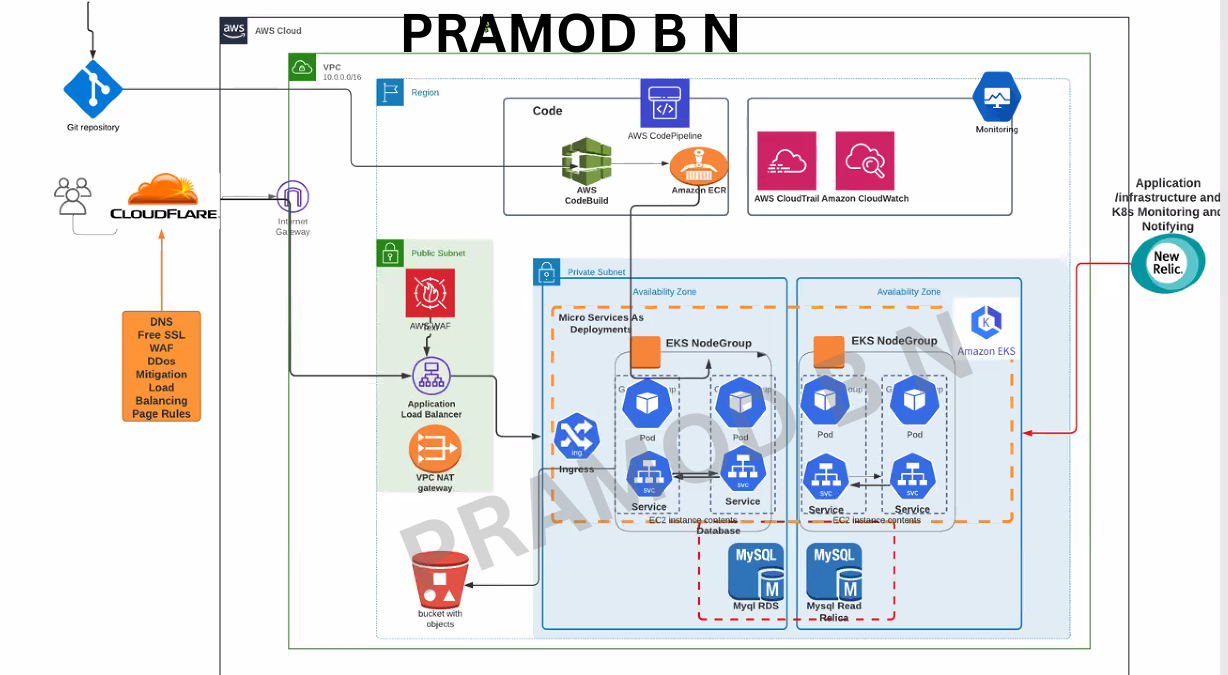 PRAMOD B N
aws
AWS Cloud
VPC
10.0.0.0/16
Region
Git repository
Code
AWS CodePipeline
AWS
CodeBuild
Amazon ECR
Monitoring
AWS CloudTrail
Amazon CloudWatch
CLOUDFLARE
Internet
Gateway
Application
/infrastructure and
K8s Monitoring and
Notifying
New
Relic.
DNS
Free SSL
WAF
DDos
Mitigation
Load
Balancing
Page Rules
Public Subnet
AWS WAF
Text
Application
Load Balancer
VPC NAT
gateway
bucket with
objects
Private Subnet
Availability Zone
Availability Zone
Micro Services As
Deployments
EKS NodeGroup
EKS NodeGroup
Amazon EKS
Pod
Pod
Pod
Pod
ing
Ingress
svc
svc
svc
svc
Service
Service
Service
Service
EC2 instance contents
EC2 instance contents
Database
MySQL
M
Myql RDS
MySQL
M
Mysql Read
Relica
PRAMOD B N